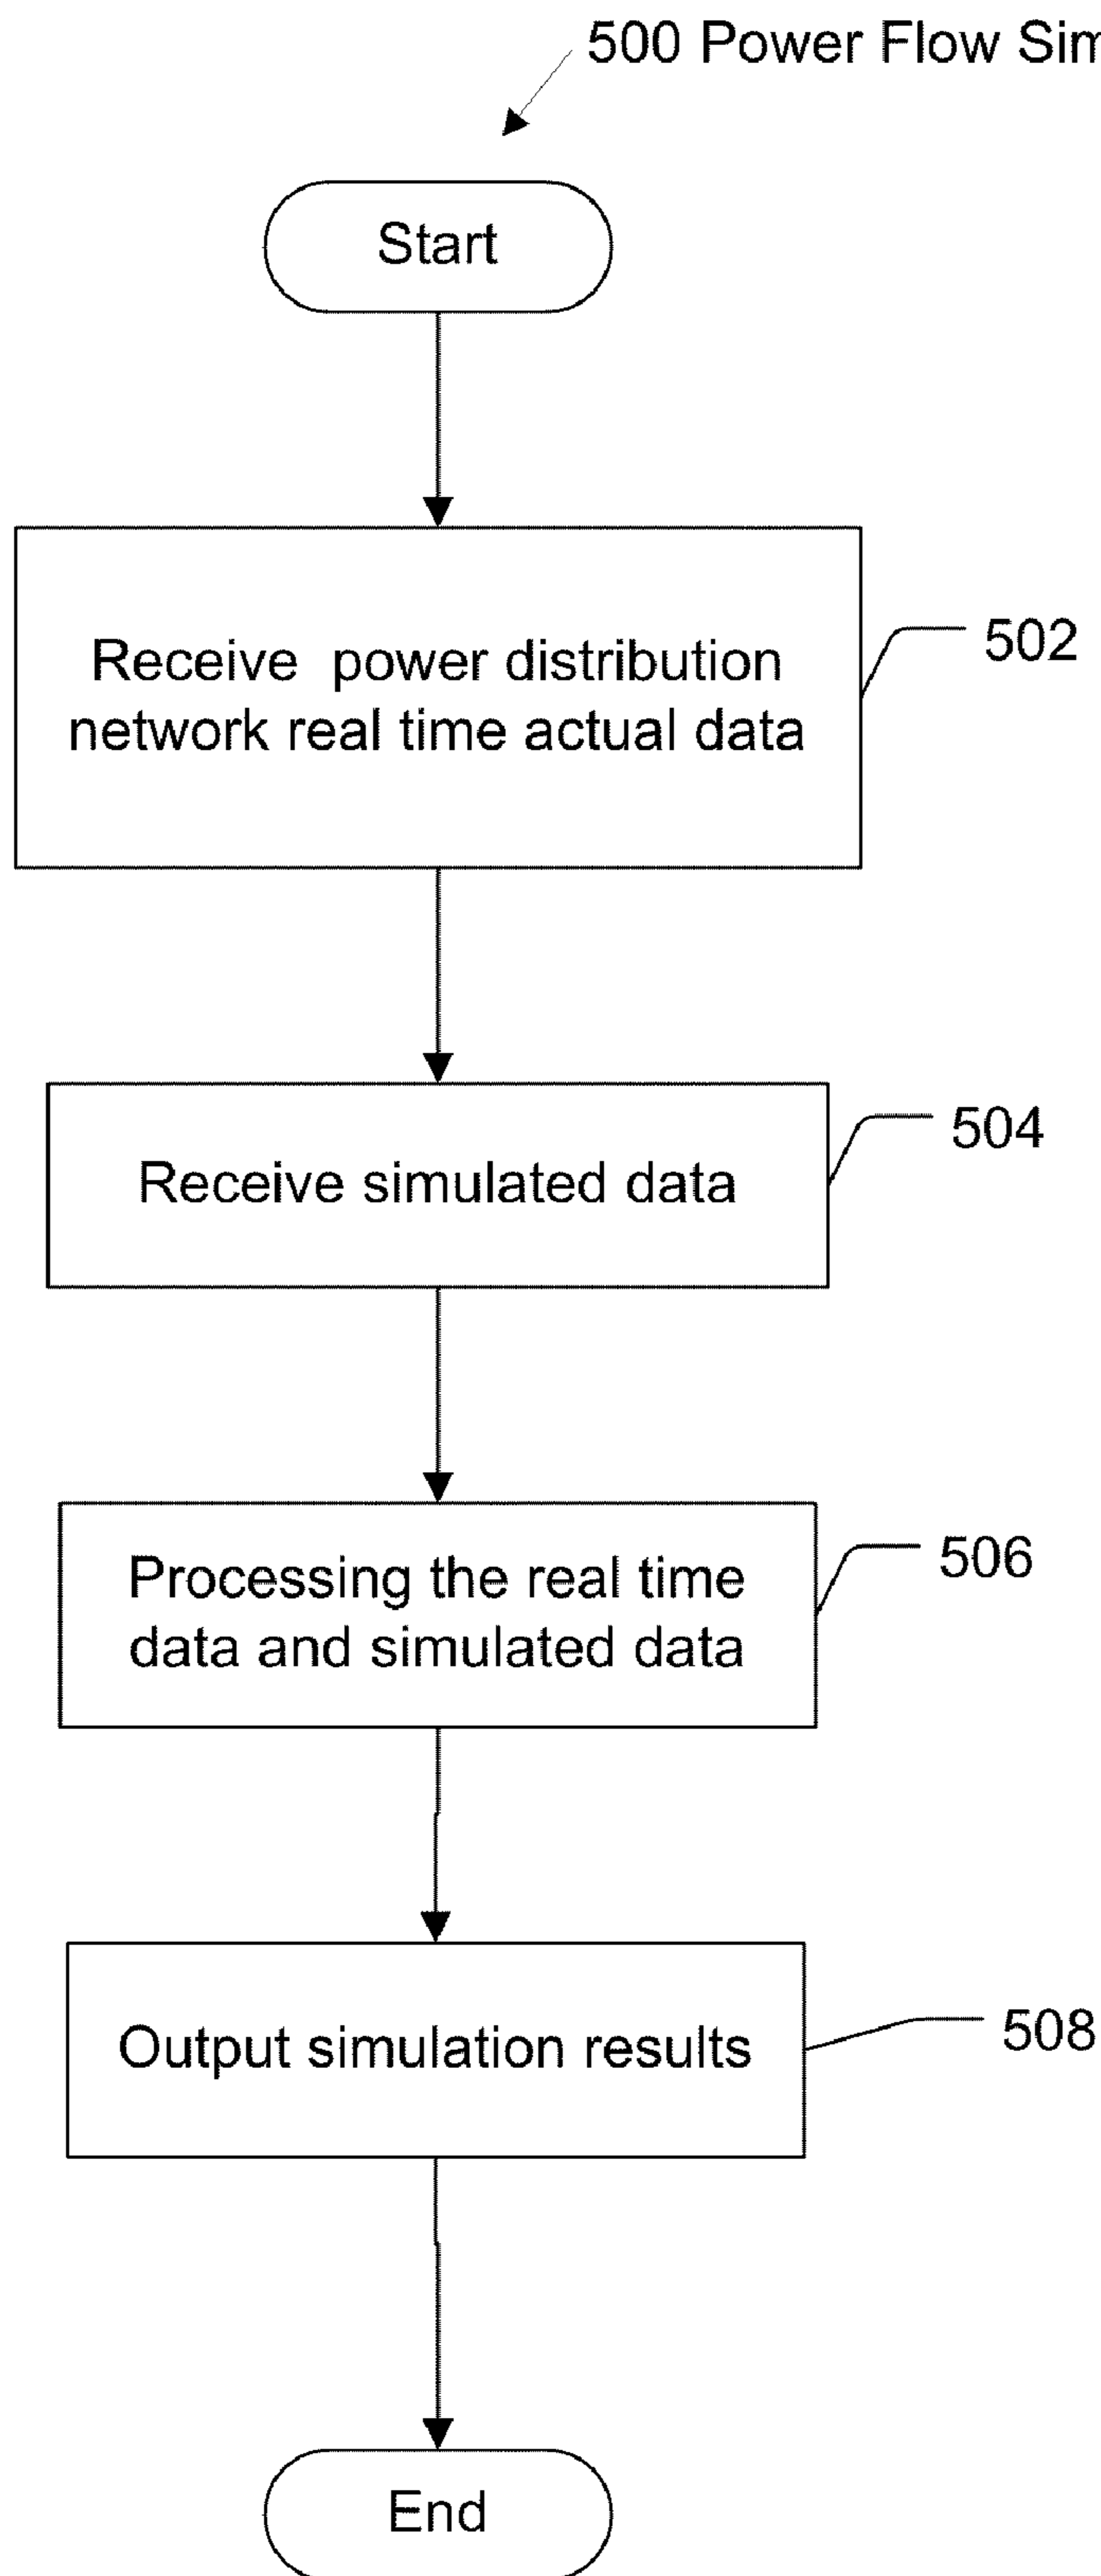 500 Power Flow Sim
Start
Receive power distribution
network real time actual data
502
Receive simulated data
504
Processing the real time
data and simulated data
506
Output simulation results
508
End